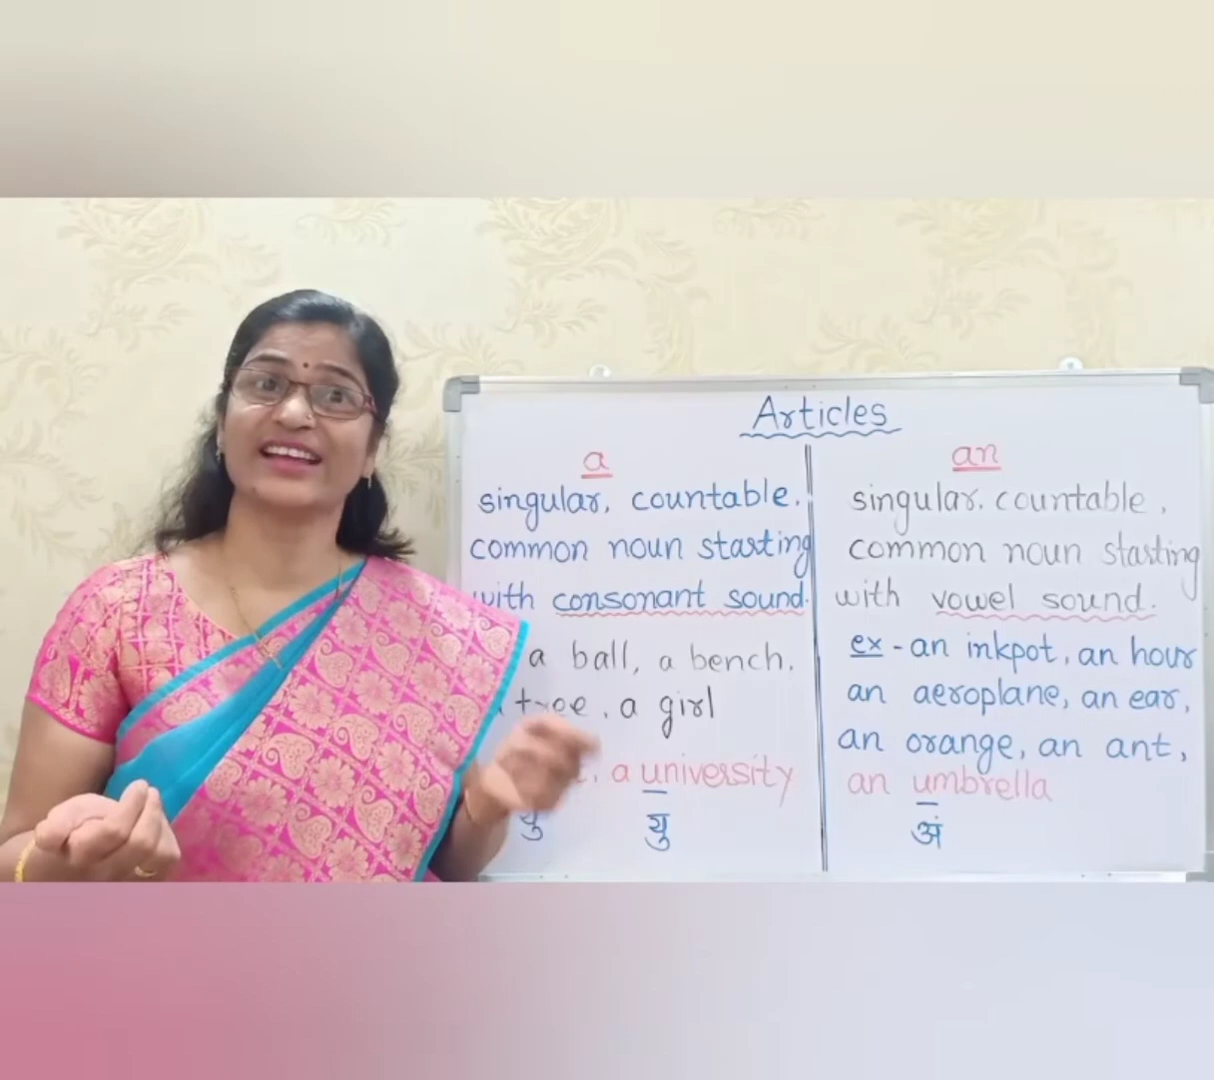 Articles
a
singular, countable.
common noun starting
with consonant sound.
a ball, a bench.
tree, a girl
a university
यु यु
an
singular. countable,
common noun starting
with vowel sound.
ex - an inkpot, an hour
an aeroplane, an ear,
an orange, an ant,
an umbrella
अं